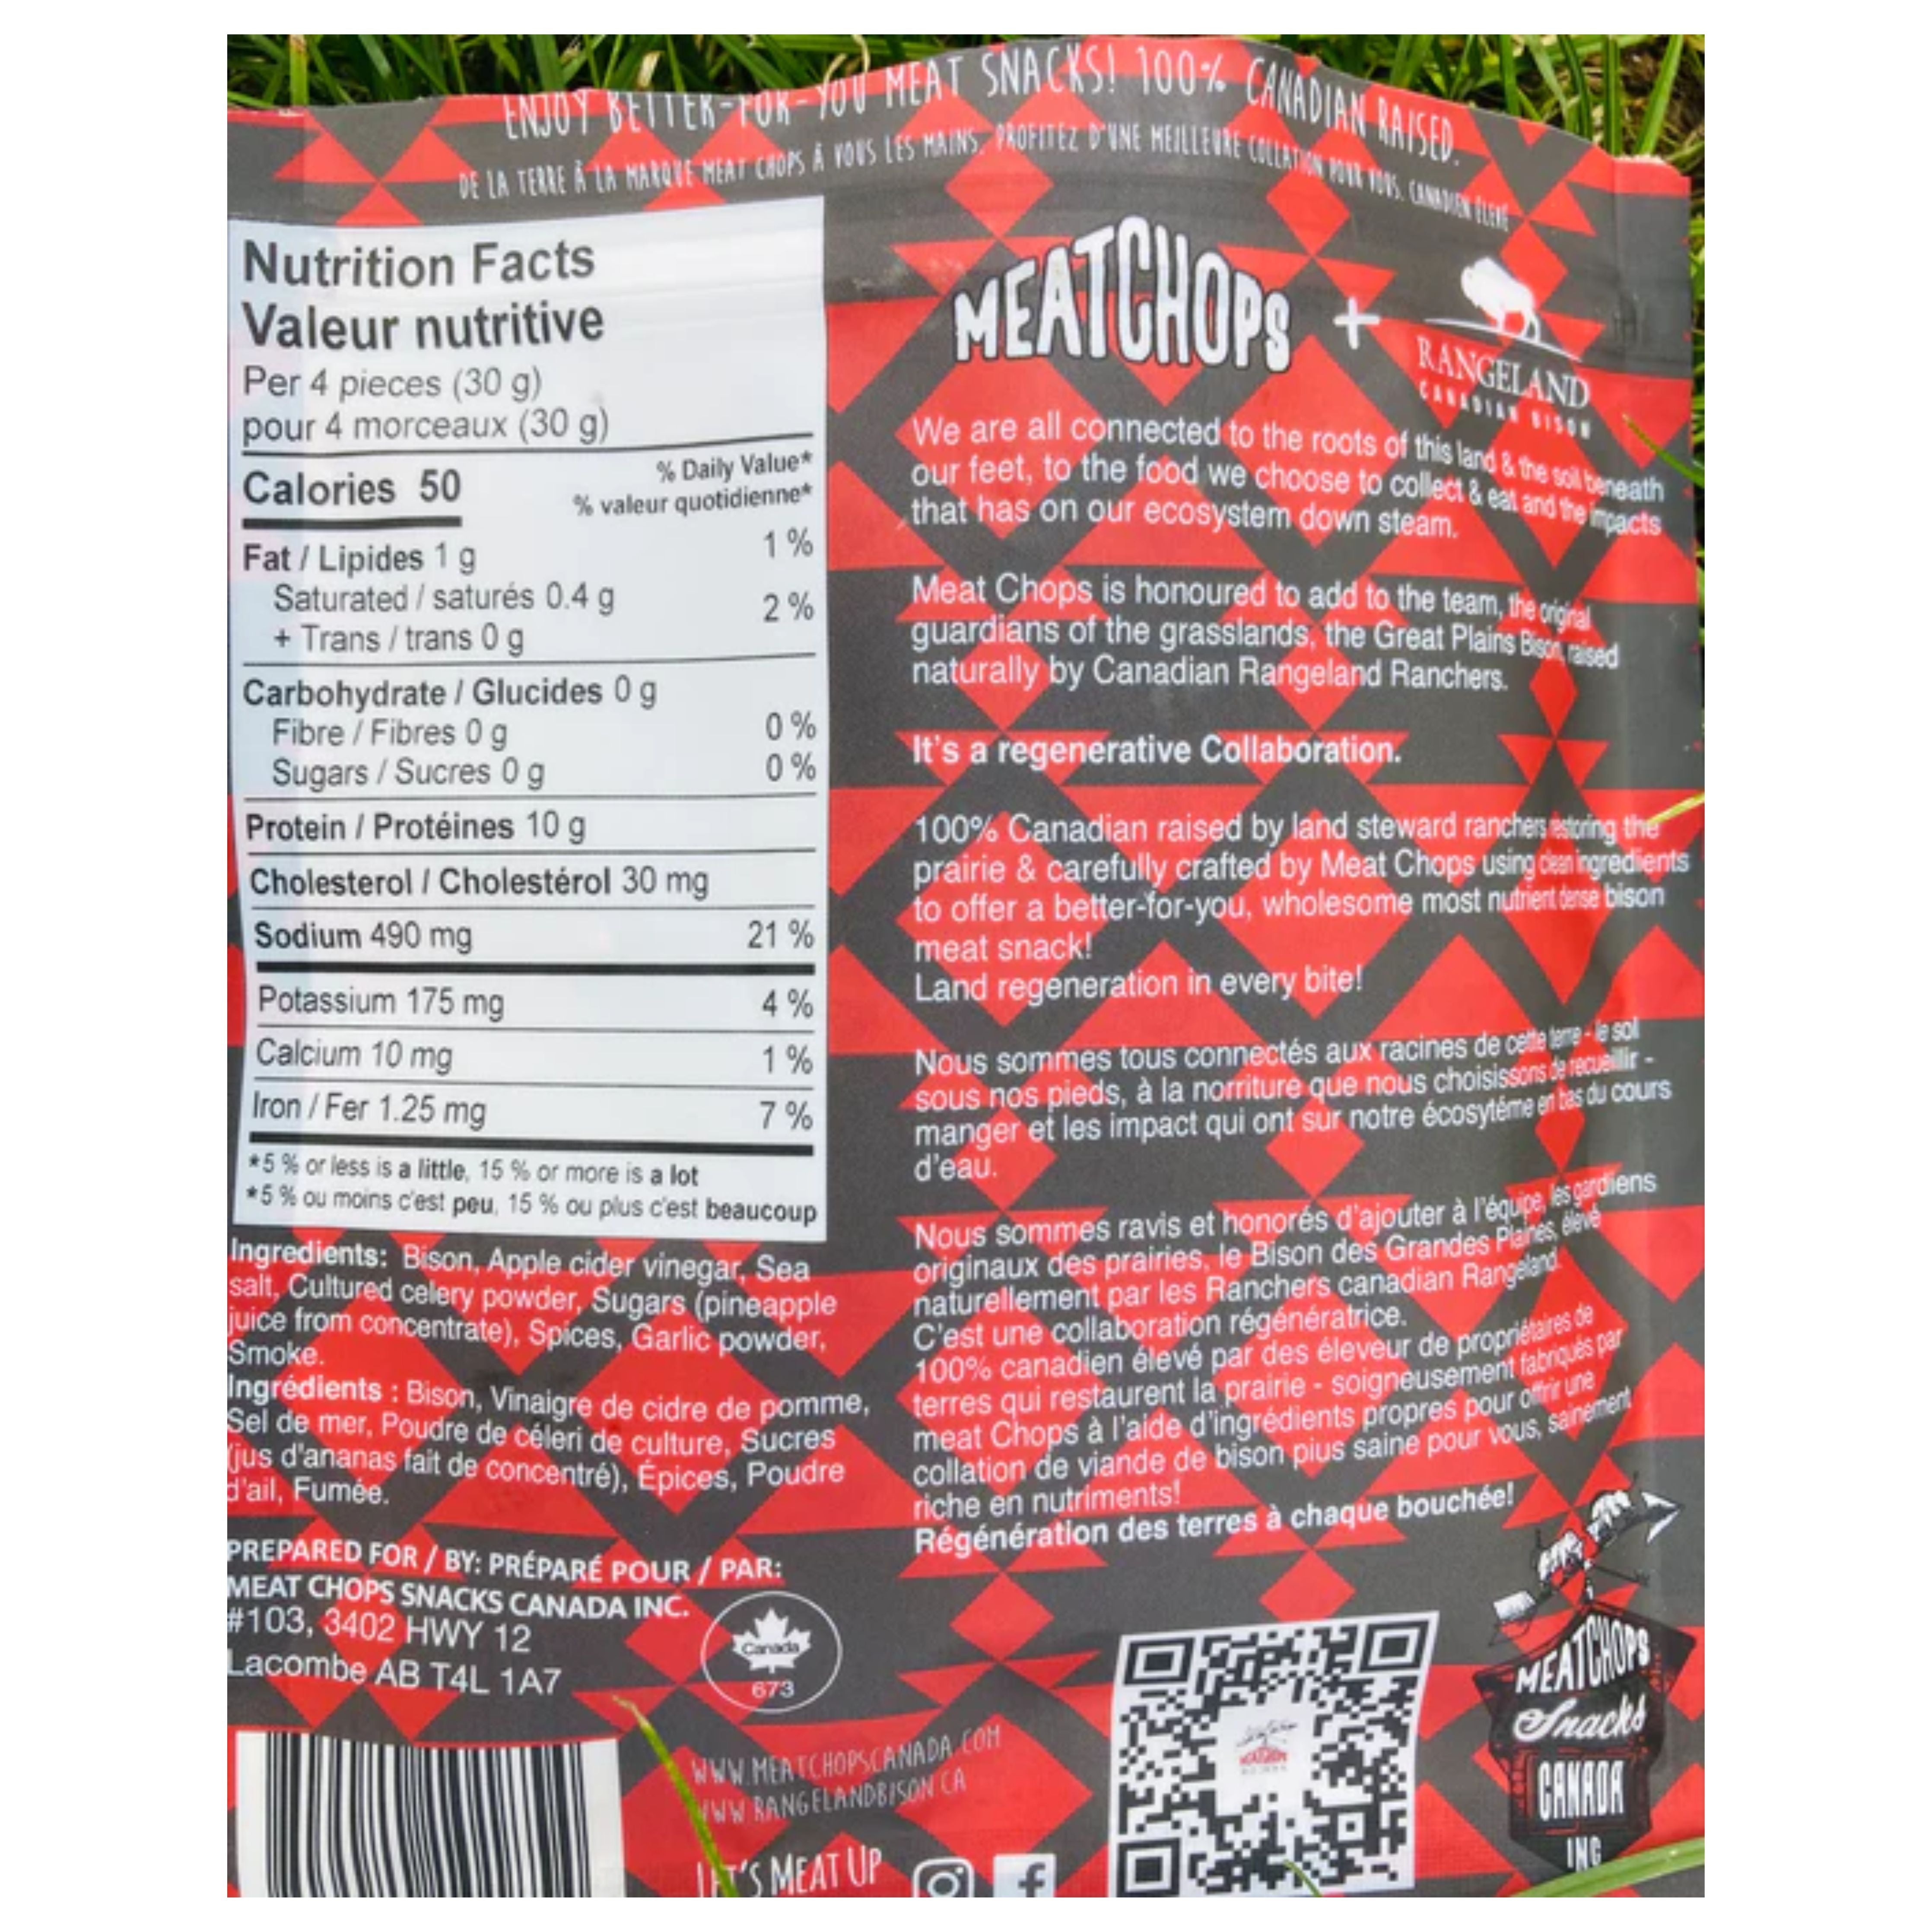 ENJOY BETTER-FOR-YOU MEAT SNACKS! 100% CANADIAN RAISED.
DE LA TERRE À LA MARQUE MEAT CHOPS À VOUS LES MAINS. PROFITEZ D'UNE MEILLEURE COLLATION POUR VOUS. CANADIEN ÉLEVÉ
Nutrition Facts
Valeur nutritive
Per 4 pieces (30 g)
pour 4 morceaux (30 g)
Calories 50
% Daily Value*
% valeur quotidienne*
Fat / Lipides 1 g 1 %
Saturated / saturés 0.4 g 2 %
+ Trans / trans 0 g
Carbohydrate / Glucides 0 g
Fibre / Fibres 0 g 0 %
Sugars / Sucres 0 g 0 %
Protein / Protéines 10 g
Cholesterol / Cholestérol 30 mg
Sodium 490 mg 21 %
Potassium 175 mg 4 %
Calcium 10 mg 1 %
Iron / Fer 1.25 mg 7 %
*5 % or less is a little, 15 % or more is a lot
*5 % ou moins c'est peu, 15 % ou plus c'est beaucoup
Ingredients: Bison, Apple cider vinegar, Sea
salt, Cultured celery powder, Sugars (pineapple
juice from concentrate), Spices, Garlic powder,
Smoke.
Ingrédients : Bison, Vinaigre de cidre de pomme,
Sel de mer, Poudre de céleri de culture, Sucres
(jus d'ananas fait de concentré), Épices, Poudre
d'ail, Fumée.
PREPARED FOR / BY: PRÉPARÉ POUR / PAR:
MEAT CHOPS SNACKS CANADA INC.
#103, 3402 HWY 12
Lacombe AB T4L 1A7
Canada
673
WWW.MEATCHOPSCANADA.COM
WWW.RANGELANDBISON.CA
LET'S MEAT UP
MEATCHOPS +
RANGELAND
CANADIAN BISON
We are all connected to the roots of this land & the soil beneath
our feet, to the food we choose to collect & eat and the impacts
that has on our ecosystem down steam.
Meat Chops is honoured to add to the team, the original
guardians of the grasslands, the Great Plains Bison, raised
naturally by Canadian Rangeland Ranchers.
It's a regenerative Collaboration.
100% Canadian raised by land steward ranchers restoring the
prairie & carefully crafted by Meat Chops using clean ingredients
to offer a better-for-you, wholesome most nutrient dense bison
meat snack!
Land regeneration in every bite!
Nous sommes tous connectés aux racines de cette terre - le sol
sous nos pieds, à la norriture que nous choisissons de recueillir -
manger et les impact qui ont sur notre écosytéme en bas du cours
d'eau.
Nous sommes ravis et honorés d'ajouter à l'équipe, les gardiens
originaux des prairies, le Bison des Grandes Plaines, élevé
naturellement par les Ranchers canadian Rangeland.
C'est une collaboration régénératrice.
100% canadien élevé par des éleveur de propriétaires de
terres qui restaurent la prairie - soigneusement fabriqués par
meat Chops à l'aide d'ingrédients propres pour offrir une
collation de viande de bison pius saine pour vous, sainement
riche en nutriments!
Régénération des terres à chaque bouchée!
MEATCHOPS
Snacks
CANADA
INC